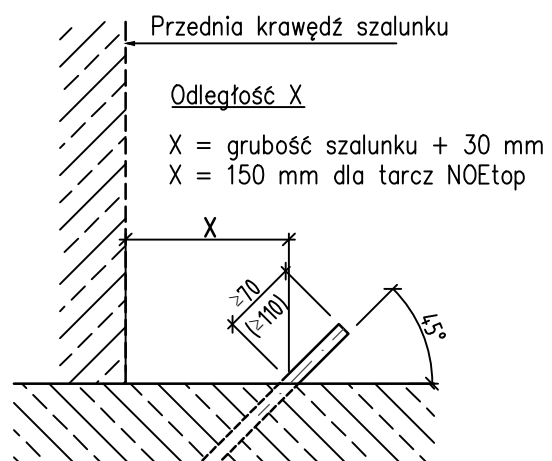 Przednia krawędź szalunku
Odległość X
X = grubość szalunku + 30 mm
X = 150 mm dla tarcz NOEtop
X
≥70
(≥110)
45°